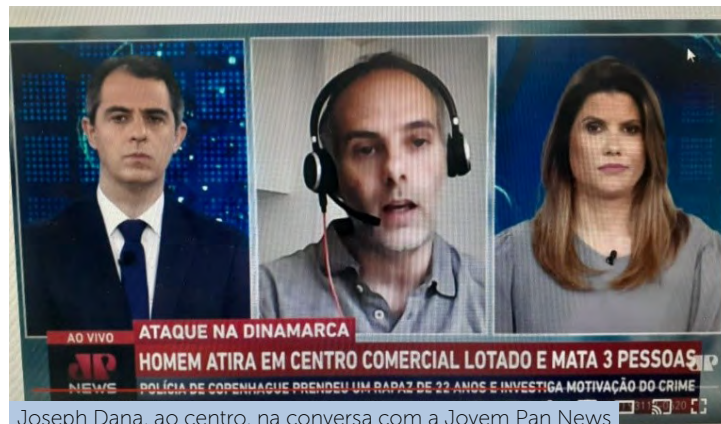 AO VIVO
ATAQUE NA DINAMARCA
JP
NEWS
HOMEM ATIRA EM CENTRO COMERCIAL LOTADO E MATA 3 PESSOAS
JP
POLÍCIA DE COPENHAGUE PRENDEU UM RAPAZ DE 22 ANOS E INVESTIGA MOTIVAÇÃO DO CRIME
Joseph Dana, ao centro, na conversa com a Jovem Pan News